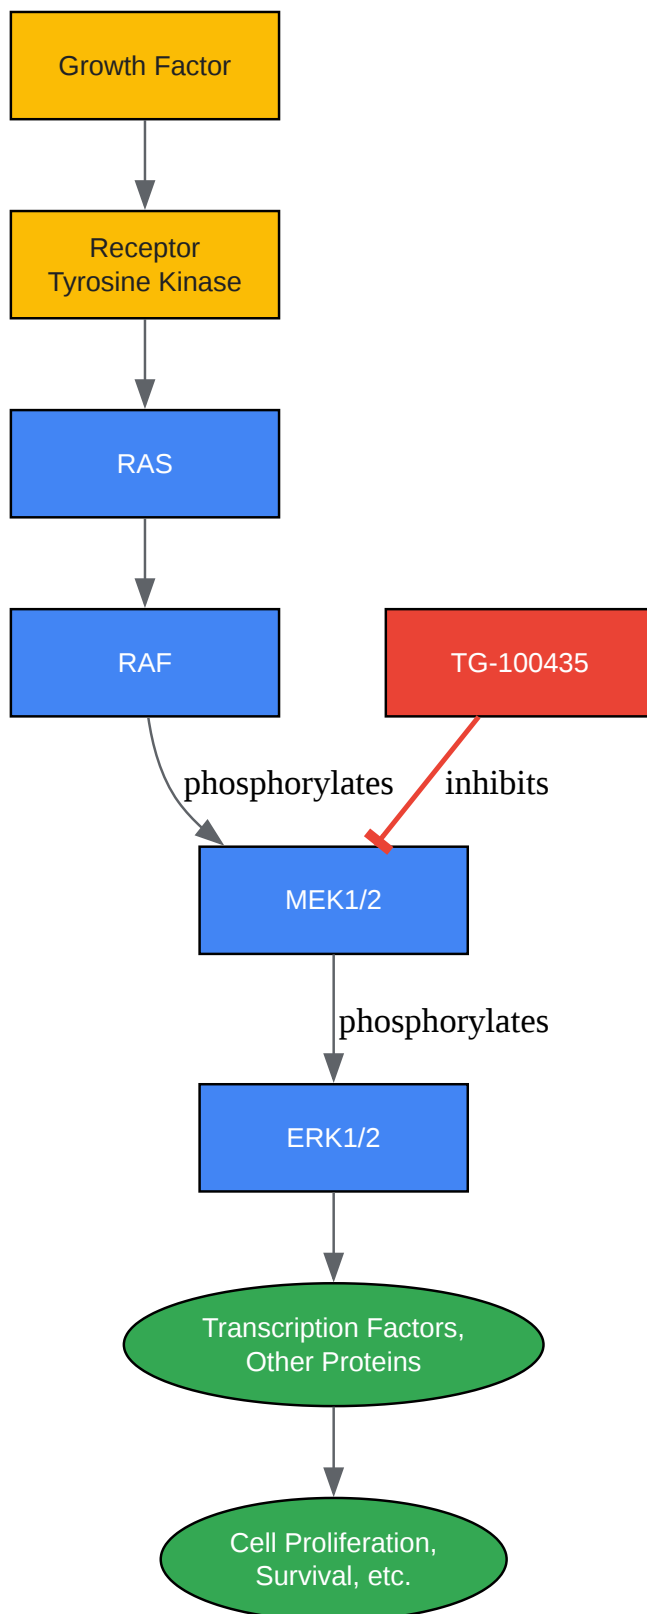 Growth Factor
Receptor
Tyrosine Kinase
RAS
RAF
TG-100435
phosphorylates
inhibits
MEK1/2
phosphorylates
ERK1/2
Transcription Factors,
Other Proteins
Cell Proliferation,
Survival, etc.